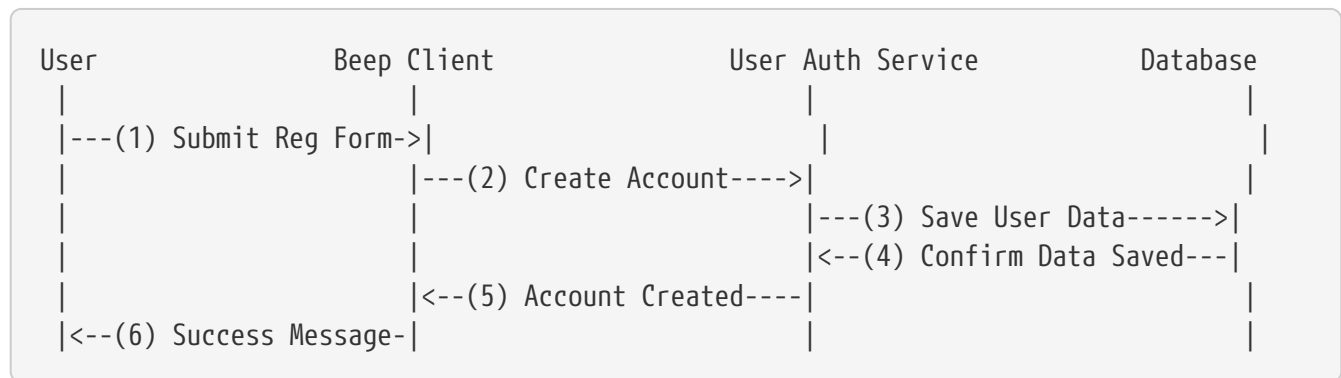 User                Beep Client                User Auth Service           Database
 |                       |                          |                             |
 |---(1) Submit Reg Form->|                          |                             |
 |                       |---(2) Create Account---->|                             |
 |                       |                          |---(3) Save User Data------>|
 |                       |                          |<--(4) Confirm Data Saved---|
 |                       |<--(5) Account Created----|                             |
 |<--(6) Success Message-|                          |                             |